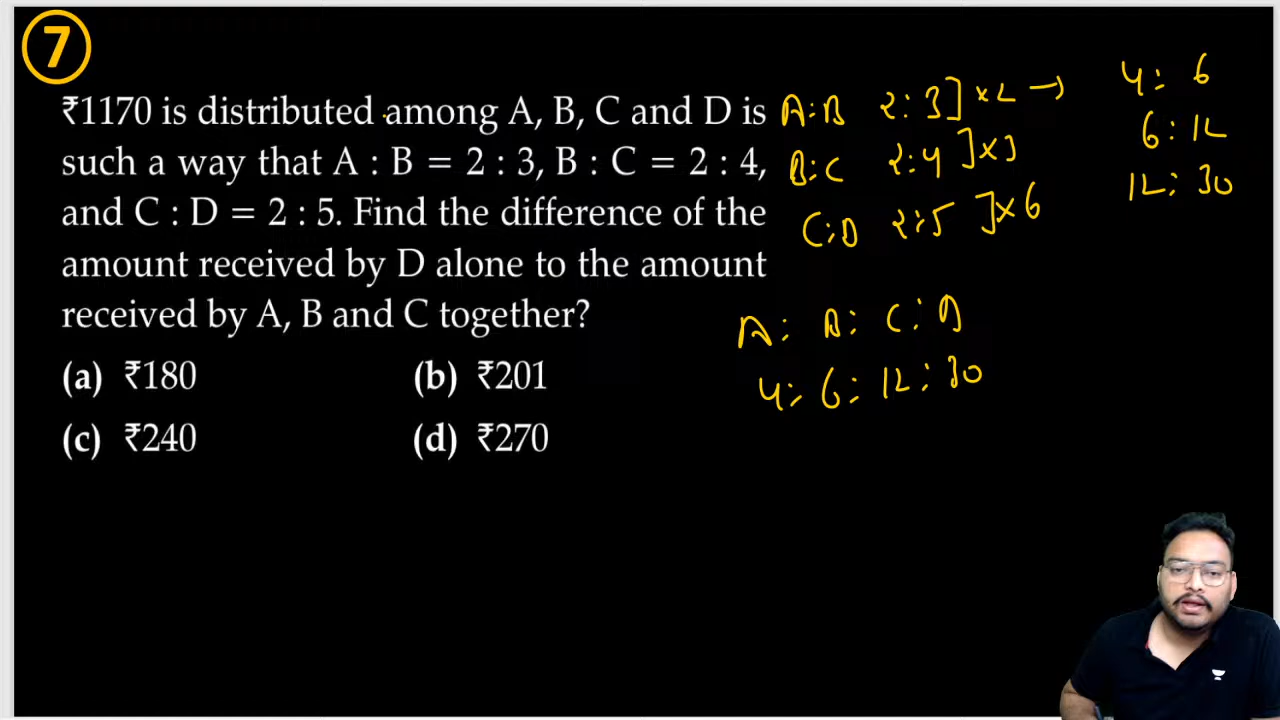 7
₹1170 is distributed among A, B, C and D is
such a way that A : B = 2 : 3, B : C = 2 : 4,
and C : D = 2 : 5. Find the difference of the
amount received by D alone to the amount
received by A, B and C together?
(a) ₹180 (b) ₹201
(c) ₹240 (d) ₹270
A:B 2:3] ×2 → 4: 6
B:C 2:4 ]×3 6:12
C:D 2:5 ]×6 12:30
A: B: C: D
4: 6: 12: 30